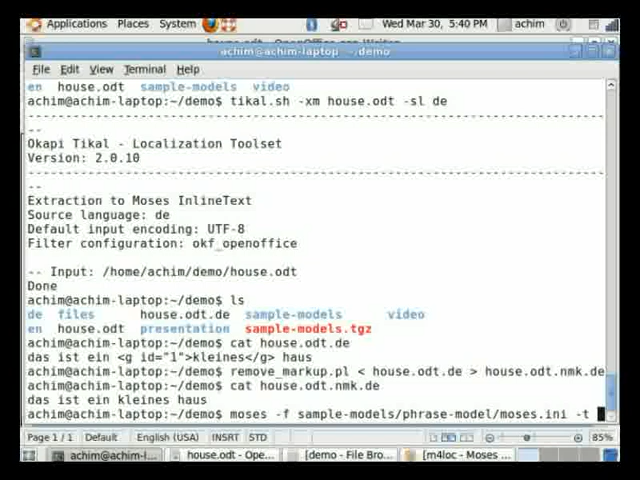 Applications Places System Wed Mar 30, 5:40 PM achim
achim@achim-laptop: ~/demo
File Edit View Terminal Help
en house.odt sample-models video
achim@achim-laptop:~/demo$ tikal.sh -xm house.odt -sl de
-------------------------------------------------------------------------------
--
Okapi Tikal - Localization Toolset
Version: 2.0.10
-------------------------------------------------------------------------------
--
Extraction to Moses InlineText
Source language: de
Default input encoding: UTF-8
Filter configuration: okf_openoffice
-- Input: /home/achim/demo/house.odt
Done
achim@achim-laptop:~/demo$ ls
de files house.odt.de sample-models video
en house.odt presentation sample-models.tgz
achim@achim-laptop:~/demo$ cat house.odt.de
das ist ein <g id="1">kleines</g> haus
achim@achim-laptop:~/demo$ remove_markup.pl < house.odt.de > house.odt.nmk.de
achim@achim-laptop:~/demo$ cat house.odt.nmk.de
das ist ein kleines haus
achim@achim-laptop:~/demo$ moses -f sample-models/phrase-model/moses.ini -t
Page 1 / 1 Default English (USA) INSRT STD 85%
achim@achim-l... house.odt - Ope... [demo - File Bro... [m4loc - Moses ...